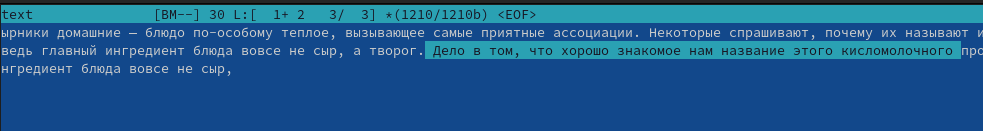 text [BM--] 30 L:[ 1+ 2 3/ 3] *(1210/1210b) <EOF>
ырники домашние – блюдо по-особому теплое, вызывающее самые приятные ассоциации. Некоторые спрашивают, почему их называют и
ведь главный ингредиент блюда вовсе не сыр, а творог. Дело в том, что хорошо знакомое нам название этого кисломолочного про
нгредиент блюда вовсе не сыр,